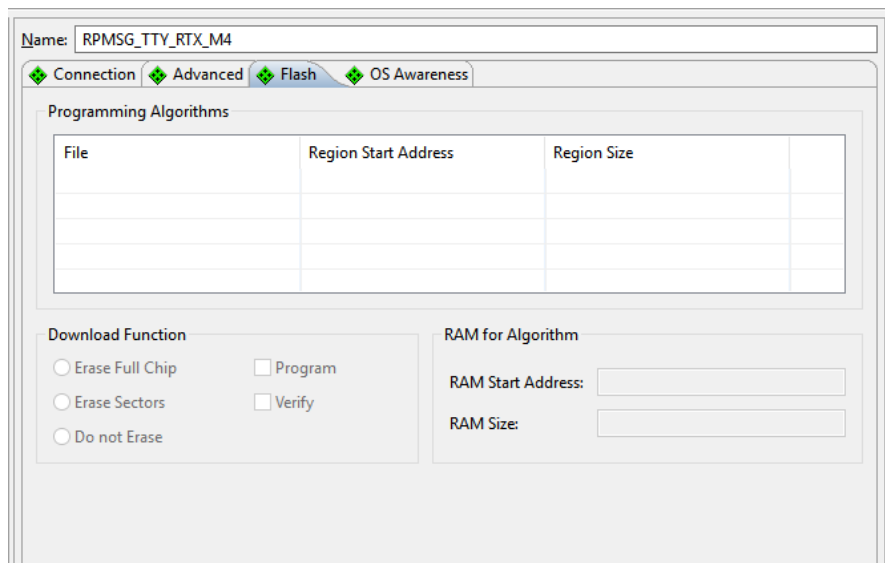 Name: RPMSG_TTY_RTX_M4
Connection Advanced Flash OS Awareness
Programming Algorithms
File Region Start Address Region Size
Download Function
Erase Full Chip Program
Erase Sectors Verify
Do not Erase
RAM for Algorithm
RAM Start Address:
RAM Size: